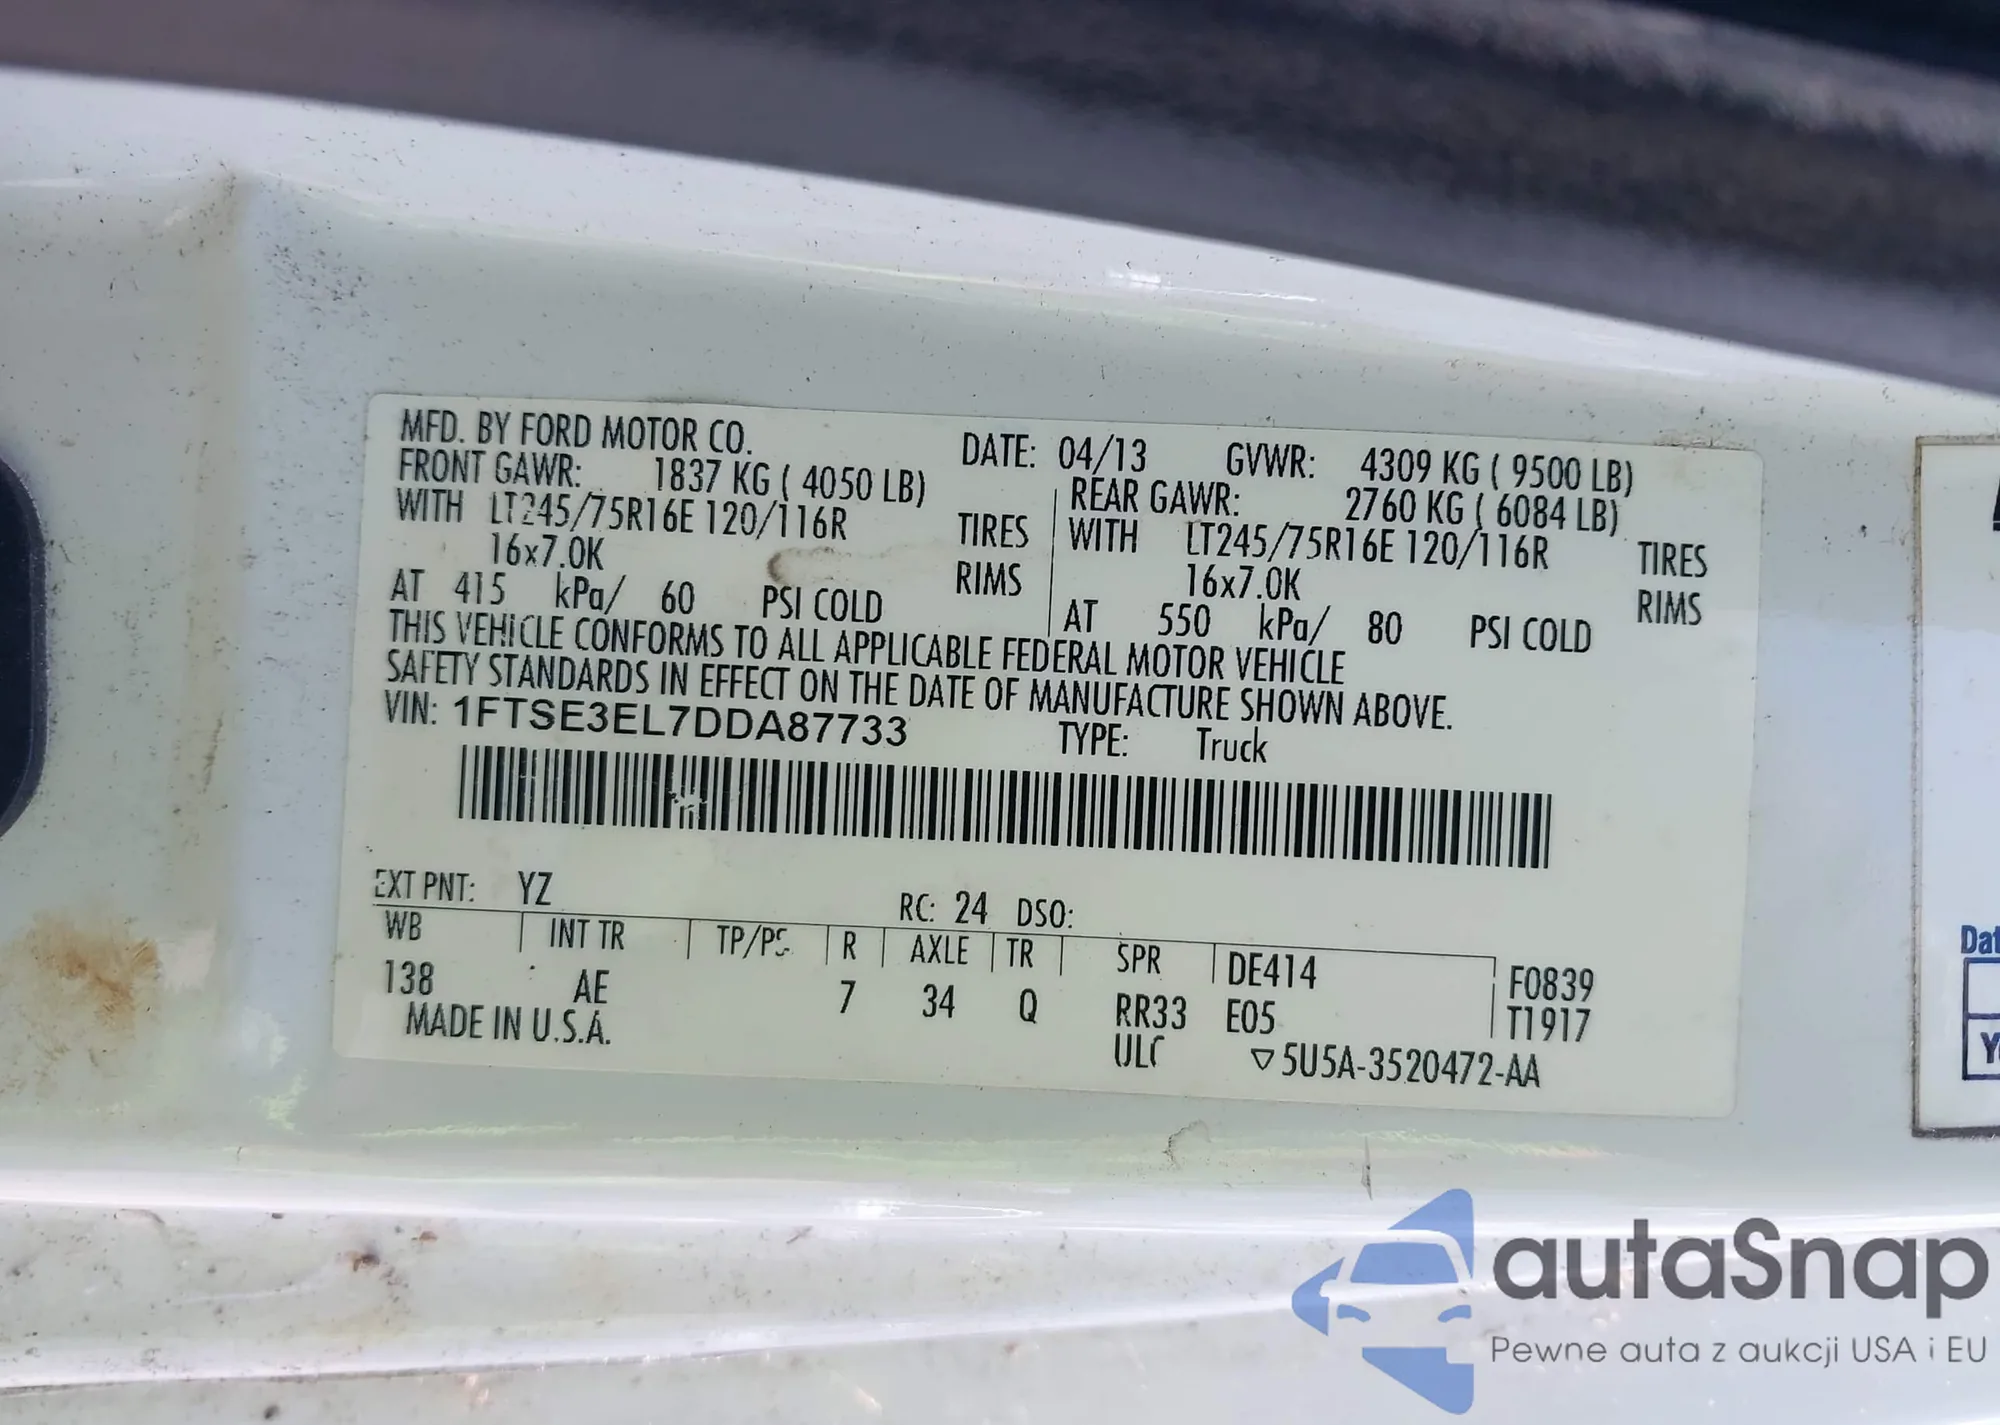 MFD. BY FORD MOTOR CO. DATE: 04/13 GVWR: 4309 KG ( 9500 LB)
FRONT GAWR: 1837 KG ( 4050 LB) REAR GAWR: 2760 KG ( 6084 LB)
WITH LT245/75R16E 120/116R TIRES WITH LT245/75R16E 120/116R TIRES
16x7.0K RIMS 16x7.0K RIMS
AT 415 kPa/ 60 PSI COLD AT 550 kPa/ 80 PSI COLD
THIS VEHICLE CONFORMS TO ALL APPLICABLE FEDERAL MOTOR VEHICLE
SAFETY STANDARDS IN EFFECT ON THE DATE OF MANUFACTURE SHOWN ABOVE.
VIN: 1FTSE3EL7DDA87733 TYPE: Truck
EXT PNT: YZ RC: 24 DSO:
WB INT TR TP/PS R AXLE TR SPR DE414 F0839
138 AE 7 34 Q RR33 E05 T1917
MADE IN U.S.A. ULC ▽5U5A-3520472-AA
autaSnap
Pewne auta z aukcji USA i EU